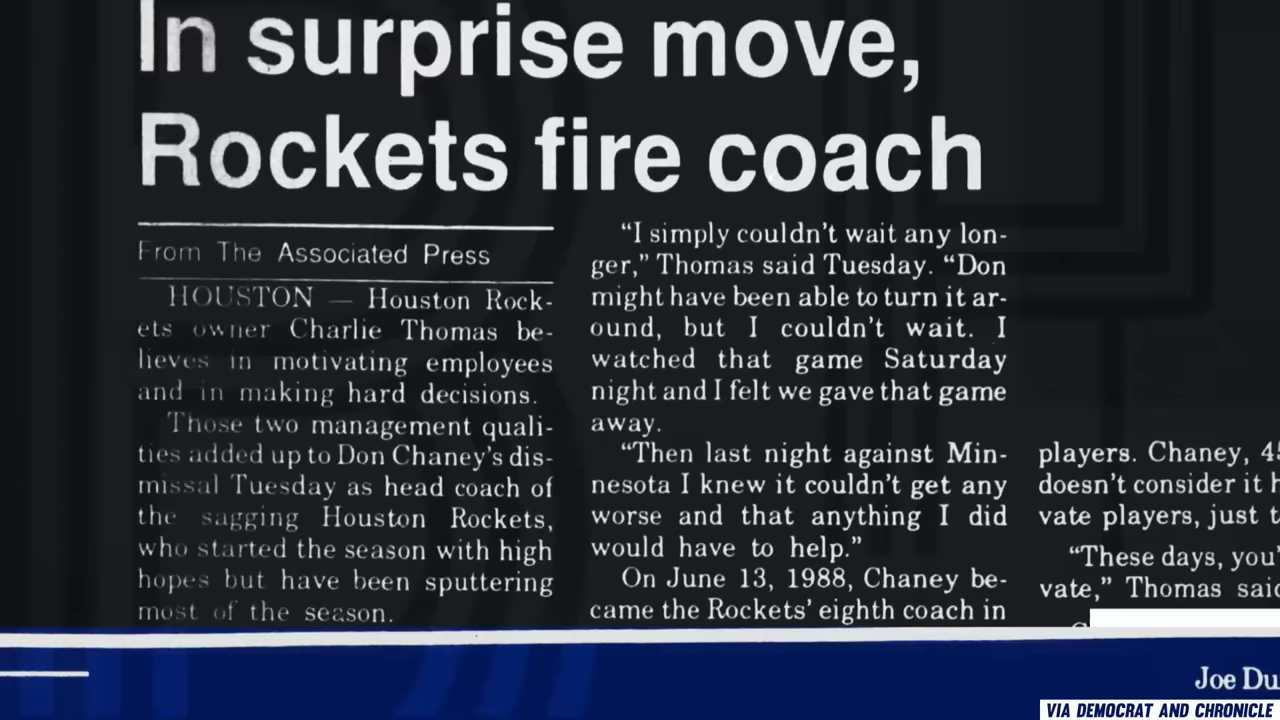 In surprise move,
Rockets fire coach
From The Associated Press
HOUSTON — Houston Rock-
ets owner Charlie Thomas be-
lieves in motivating employees
and in making hard decisions.
Those two management quali-
ties added up to Don Chaney's dis-
missal Tuesday as head coach of
the sagging Houston Rockets,
who started the season with high
hopes but have been sputtering
most of the season.
"I simply couldn't wait any lon-
ger," Thomas said Tuesday. "Don
might have been able to turn it ar-
ound, but I couldn't wait. I
watched that game Saturday
night and I felt we gave that game
away.
"Then last night against Min-
nesota I knew it couldn't get any
worse and that anything I did
would have to help."
On June 13, 1988, Chaney be-
came the Rockets' eighth coach in
players. Chaney,
doesn't consider it
vate players, just
"These days,
vate," Thomas
Joe
VIA DEMOCRAT AND CHRONICLE